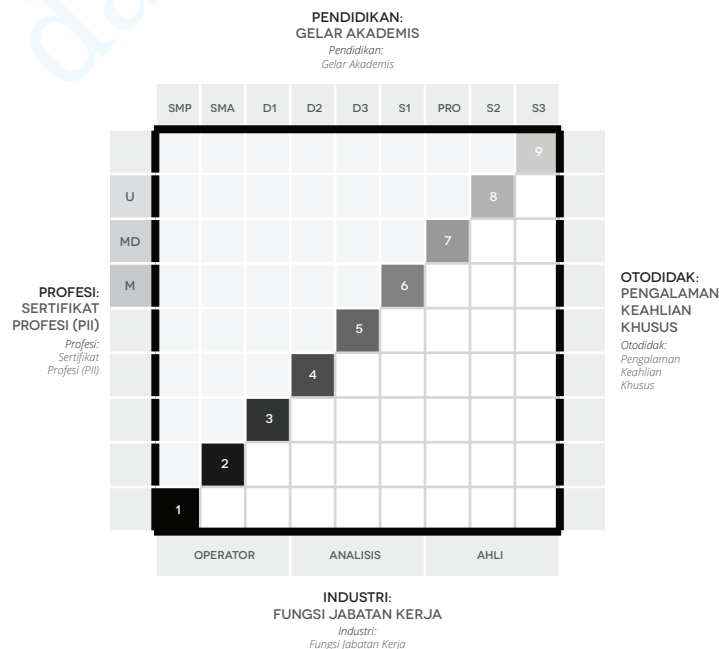 PENDIDIKAN:
GELAR AKADEMIS
Pendidikan:
Gelar Akademis
SMP SMA D1 D2 D3 S1 PRO S2 S3
9
U 8
MD 7
M 6
PROFESI:
SERTIFIKAT
PROFESI (PII)
Profesi:
Sertifikat
Profesi (PII)
OTODIDAK:
PENGALAMAN
KEAHLIAN
KHUSUS
Otodidak:
Pengalaman
Keahlian
Khusus
5
4
3
2
1
OPERATOR ANALISIS AHLI
INDUSTRI:
FUNGSI JABATAN KERJA
Industri:
Fungsi Jabatan Kerja